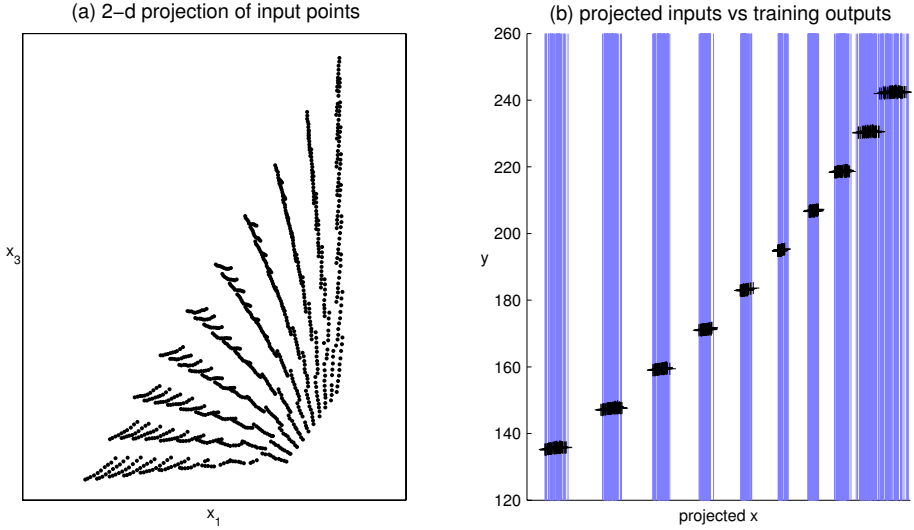 (a) 2−d projection of input points
x3
x1
(b) projected inputs vs training outputs
260
240
220
200
180
160
140
120
y
projected x